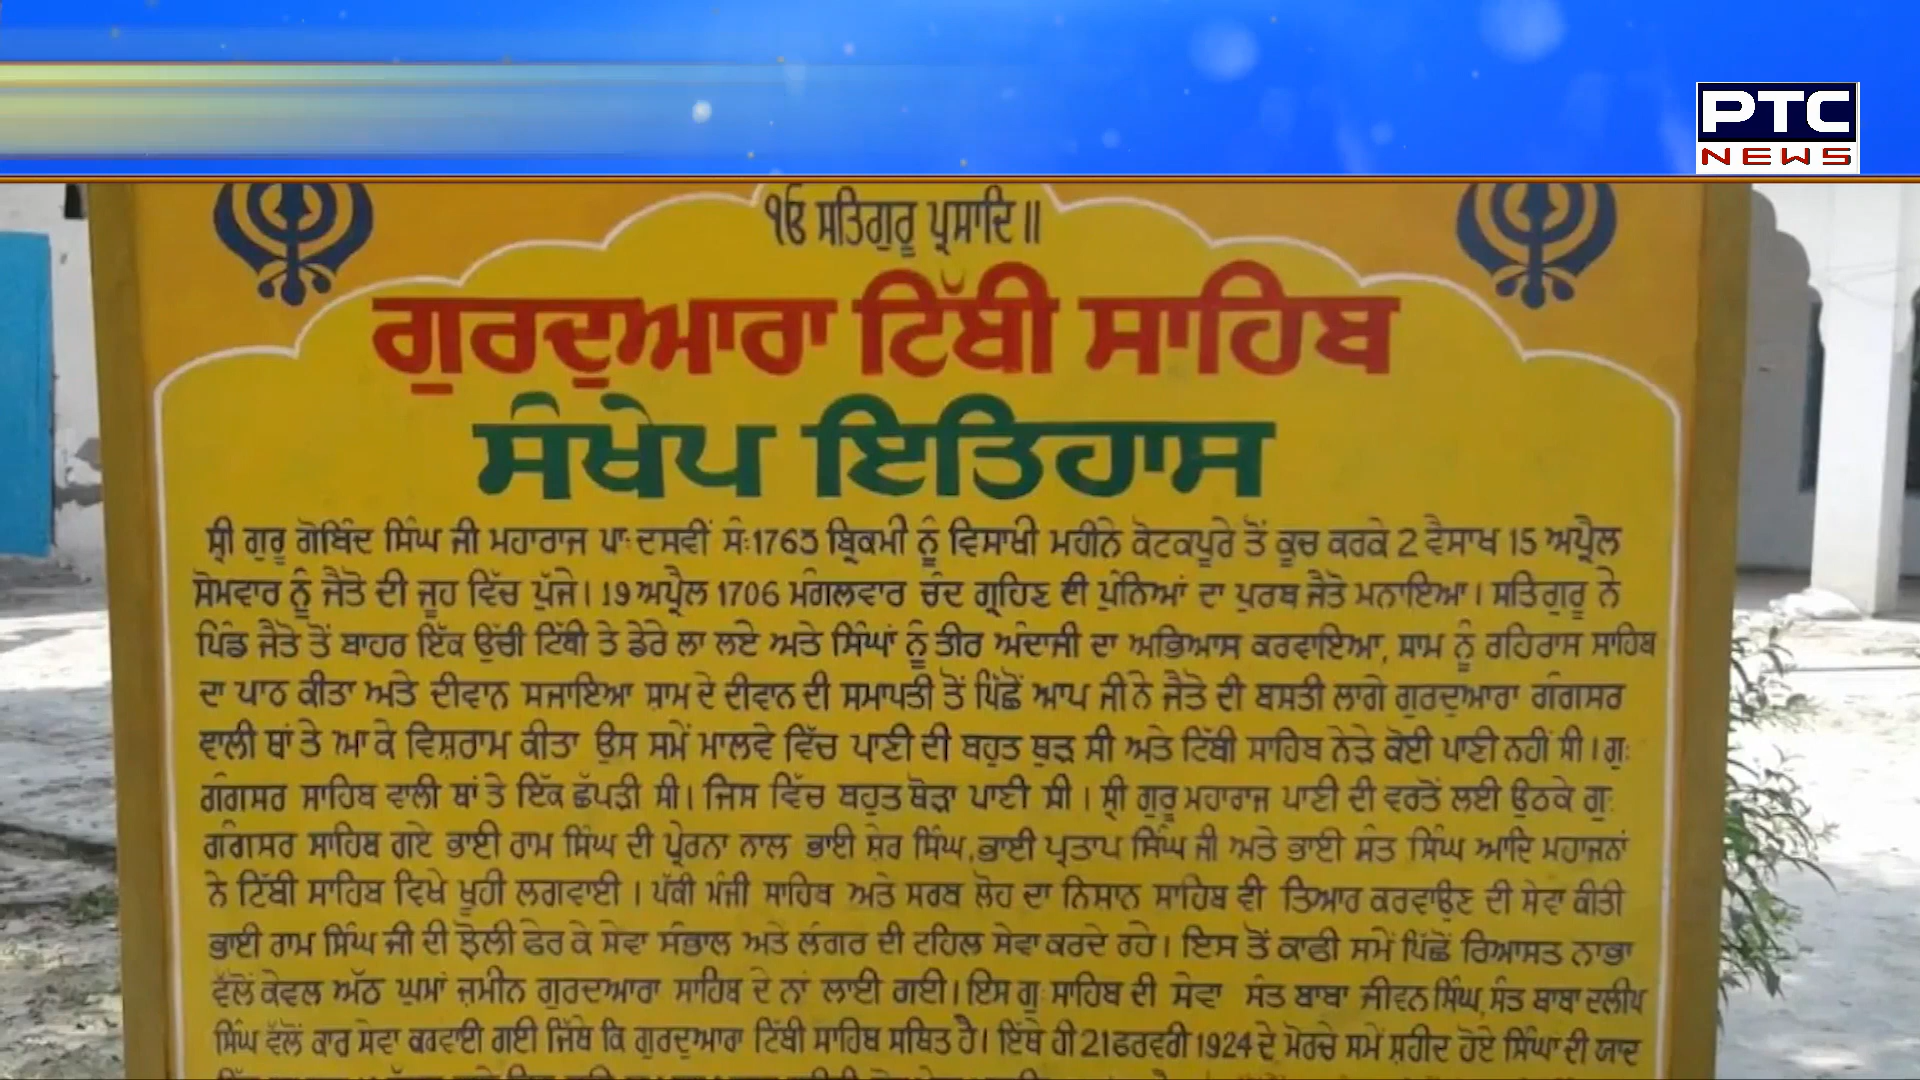 PTC
NEWS
ੴ ਸਤਿਗੁਰੂ ਪ੍ਰਸਾਦਿ॥
ਗੁਰਦੁਆਰਾ ਟਿੱਬੀ ਸਾਹਿਬ
ਸੰਖੇਪ ਇਤਿਹਾਸ
ਸ਼੍ਰੀ ਗੁਰੂ ਗੋਬਿੰਦ ਸਿੰਘ ਜੀ ਮਹਾਰਾਜ ਪਾਃ ਦਸਵੀਂ ਸੰਃ1763 ਬ੍ਰਿਕਮੀ ਨੂੰ ਵਿਸਾਖੀ ਮਹੀਨੇ ਕੋਟਕਪੂਰੇ ਤੋਂ ਕੂਚ ਕਰਕੇ 2 ਵੈਸਾਖ 15 ਅਪ੍ਰੈਲ
ਸੋਮਵਾਰ ਨੂੰ ਜੈਤੋ ਦੀ ਜੂਹ ਵਿੱਚ ਪੁੱਜੇ। 19 ਅਪ੍ਰੈਲ 1706 ਮੰਗਲਵਾਰ ਚੰਦ ਗ੍ਰਹਿਣ ਦੀ ਪੁੰਨਿਆਂ ਦਾ ਪੁਰਬ ਜੈਤੋ ਮਨਾਇਆ। ਸਤਿਗੁਰੂ ਨੇ
ਪਿੰਡ ਜੈਤੋ ਤੋਂ ਬਾਹਰ ਇੱਕ ਉੱਚੀ ਟਿੱਬੀ ਤੇ ਡੇਰੇ ਲਾ ਲਏ ਅਤੇ ਸਿੰਘਾਂ ਨੂੰ ਤੀਰ ਅੰਦਾਜੀ ਦਾ ਅਭਿਆਸ ਕਰਵਾਇਆ, ਸ਼ਾਮ ਨੂੰ ਰਹਿਰਾਸ ਸਾਹਿਬ
ਦਾ ਪਾਠ ਕੀਤਾ ਅਤੇ ਦੀਵਾਨ ਸਜਾਇਆ ਸ਼ਾਮ ਦੇ ਦੀਵਾਨ ਦੀ ਸਮਾਪਤੀ ਤੋਂ ਪਿੱਛੋਂ ਆਪ ਜੀ ਨੇ ਜੈਤੋ ਦੀ ਬਸਤੀ ਲਾਗੇ ਗੁਰਦੁਆਰਾ ਗੰਗਸਰ
ਵਾਲੀ ਥਾਂ ਤੇ ਆ ਕੇ ਵਿਸ਼ਰਾਮ ਕੀਤਾ ਉਸ ਸਮੇਂ ਮਾਲਵੇ ਵਿੱਚ ਪਾਣੀ ਦੀ ਬਹੁਤ ਥੁੜ ਸੀ ਅਤੇ ਟਿੱਬੀ ਸਾਹਿਬ ਨੇੜੇ ਕੋਈ ਪਾਣੀ ਨਹੀਂ ਸੀ। ਗੁਃ
ਗੰਗਸਰ ਸਾਹਿਬ ਵਾਲੀ ਥਾਂ ਤੇ ਇੱਕ ਛੱਪੜੀ ਸੀ। ਜਿਸ ਵਿੱਚ ਬਹੁਤ ਥੋੜਾ ਪਾਣੀ ਸੀ। ਸ਼੍ਰੀ ਗੁਰੂ ਮਹਾਰਾਜ ਪਾਣੀ ਦੀ ਵਰਤੋਂ ਲਈ ਉਠਕੇ ਗੁਃ
ਗੰਗਸਰ ਸਾਹਿਬ ਗਏ ਭਾਈ ਰਾਮ ਸਿੰਘ ਦੀ ਪ੍ਰੇਰਨਾ ਨਾਲ ਭਾਈ ਸ਼ੇਰ ਸਿੰਘ,ਭਾਈ ਪ੍ਰਤਾਪ ਸਿੰਘ ਜੀ ਅਤੇ ਭਾਈ ਸੰਤ ਸਿੰਘ ਆਦਿ ਮਹਾਜਨਾਂ
ਨੇ ਟਿੱਬੀ ਸਾਹਿਬ ਵਿਖੇ ਖੂਹੀ ਲਗਵਾਈ। ਪੱਕੀ ਮੰਜੀ ਸਾਹਿਬ ਅਤੇ ਸਰਬ ਲੋਹ ਦਾ ਨਿਸ਼ਾਨ ਸਾਹਿਬ ਵੀ ਤਿਆਰ ਕਰਵਾਉਣ ਦੀ ਸੇਵਾ ਕੀਤੀ
ਭਾਈ ਰਾਮ ਸਿੰਘ ਜੀ ਦੀ ਝੋਲੀ ਫੇਰ ਕੇ ਸੇਵਾ ਸੰਭਾਲ ਅਤੇ ਲੰਗਰ ਦੀ ਟਹਿਲ ਸੇਵਾ ਕਰਦੇ ਰਹੇ। ਇਸ ਤੋਂ ਕਾਫੀ ਸਮੇਂ ਪਿੱਛੋਂ ਰਿਆਸਤ ਨਾਭਾ
ਵੱਲੋਂ ਕੇਵਲ ਅੱਠ ਘੁਮਾਂ ਜ਼ਮੀਨ ਗੁਰਦੁਆਰਾ ਸਾਹਿਬ ਦੇ ਨਾਂ ਲਾਈ ਗਈ। ਇਸ ਗੁਃ ਸਾਹਿਬ ਦੀ ਸੇਵਾ ਸੰਤ ਬਾਬਾ ਜੀਵਨ ਸਿੰਘ,ਸੰਤ ਬਾਬਾ ਦਲੀਪ
ਸਿੰਘ ਵੱਲੋਂ ਕਾਰ ਸੇਵਾ ਕਰਵਾਈ ਗਈ ਜਿੱਥੇ ਕਿ ਗੁਰਦੁਆਰਾ ਟਿੱਬੀ ਸਾਹਿਬ ਸਥਿਤ ਹੈ। ਇੱਥੇ ਹੀ 21ਫਰਵਰੀ 1924 ਦੇ ਮੋਰਚੇ ਸਮੇਂ ਸ਼ਹੀਦ ਹੋਏ ਸਿੰਘਾਂ ਦੀ ਯਾਦ